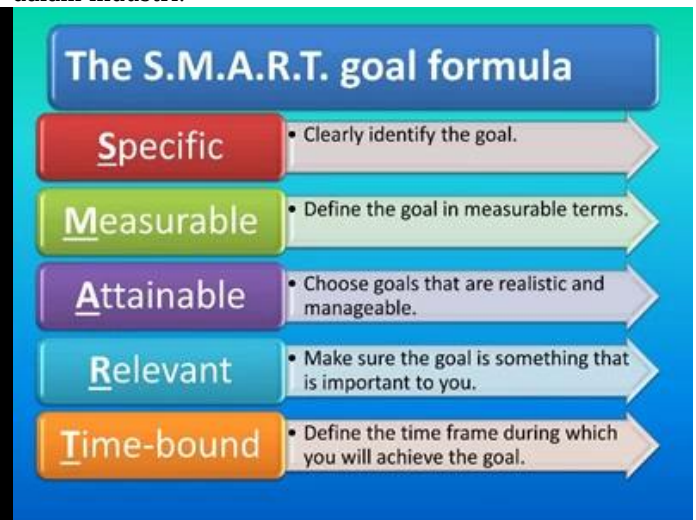 dalam industri.
The S.M.A.R.T. goal formula
Specific
• Clearly identify the goal.
Measurable
• Define the goal in measurable terms.
Attainable
• Choose goals that are realistic and
manageable.
Relevant
• Make sure the goal is something that
is important to you.
Time-bound
• Define the time frame during which
you will achieve the goal.